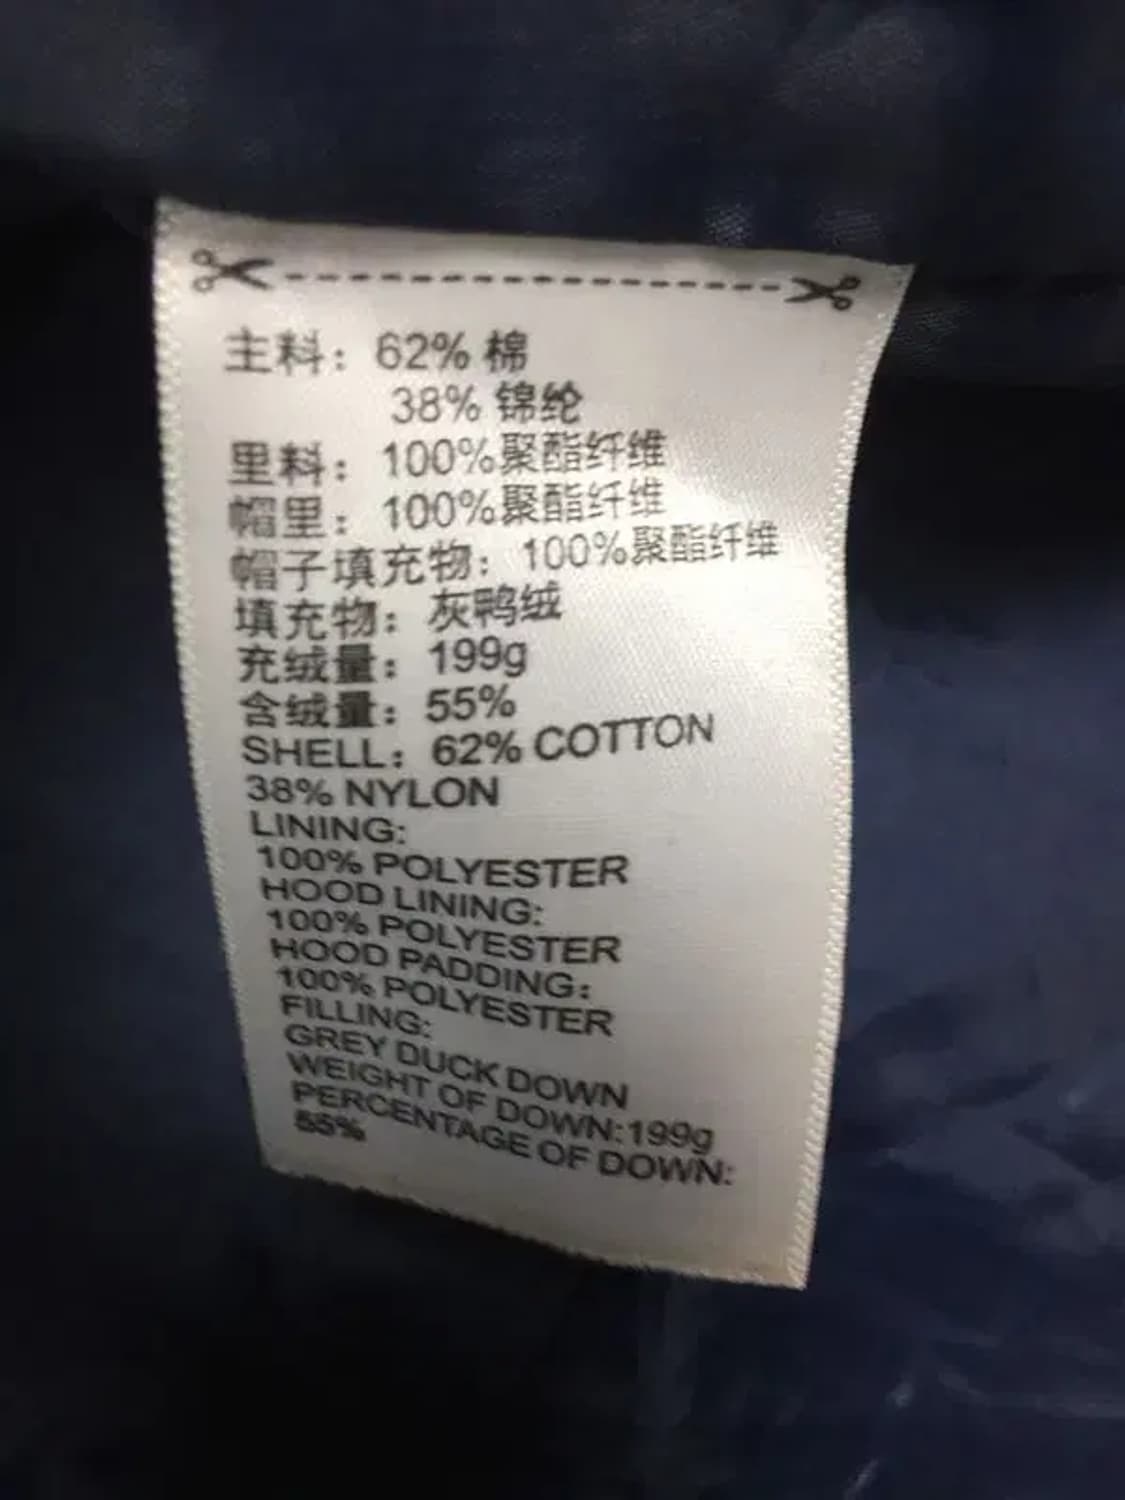 主料：62% 棉
38% 锦纶
里料：100%聚酯纤维
帽里：100%聚酯纤维
帽子填充物：100%聚酯纤维
填充物：灰鸭绒
充绒量：199g
含绒量：55%
SHELL：62% COTTON
38% NYLON
LINING:
100% POLYESTER
HOOD LINING:
100% POLYESTER
HOOD PADDING：
100% POLYESTER
FILLING:
GREY DUCK DOWN
WEIGHT OF DOWN:199g
PERCENTAGE OF DOWN:
55%